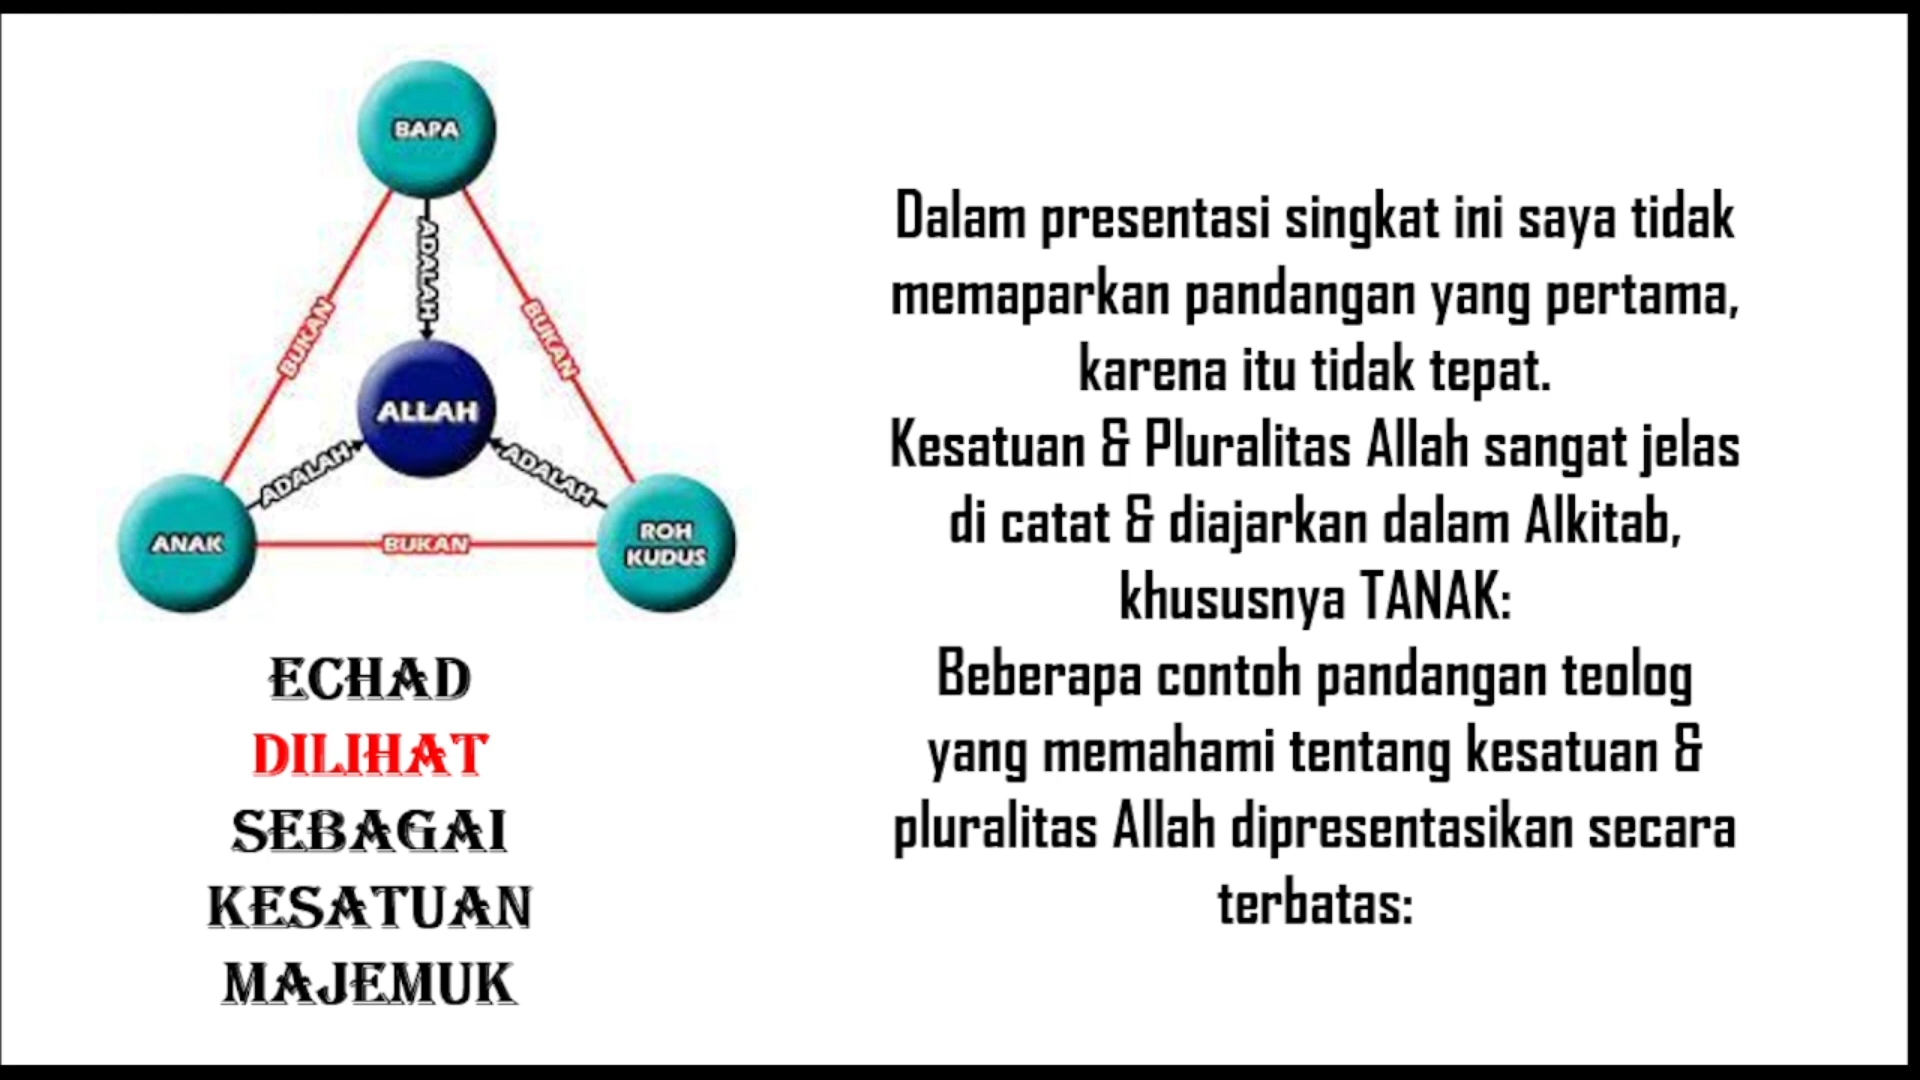 BAPA
ADALAH
BUKAN
BUKAN
ALLAH
ADALAH
ADALAH
ANAK
BUKAN
ROH
KUDUS
ECHAD
DILIHAT
SEBAGAI
KESATUAN
MAJEMUK
Dalam presentasi singkat ini saya tidak
memaparkan pandangan yang pertama,
karena itu tidak tepat.
Kesatuan & Pluralitas Allah sangat jelas
di catat & diajarkan dalam Alkitab,
khususnya TANAK:
Beberapa contoh pandangan teolog
yang memahami tentang kesatuan &
pluralitas Allah dipresentasikan secara
terbatas: